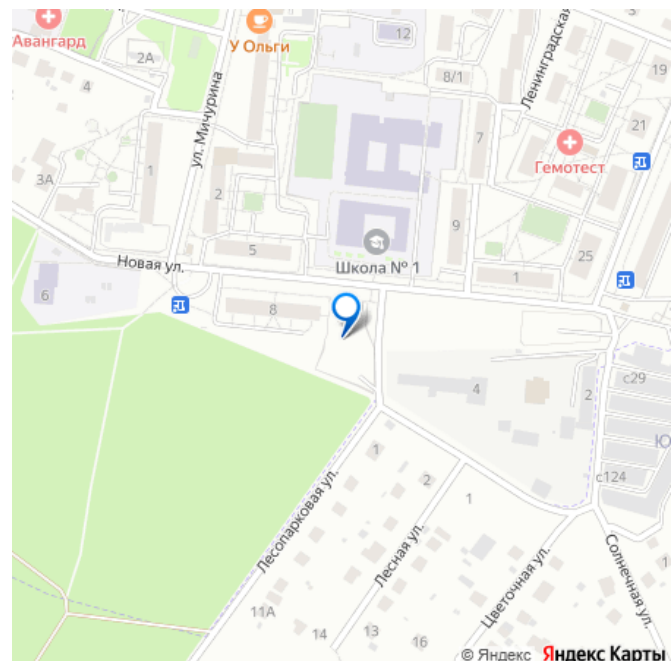 Авангард
2А
4
У Ольги
12
8/1
Ленинградская
3
19
21
ул. Мичурина
1
3А
2
7
Гемотест
9
25
5
Новая ул.
Школа № 1
1
6
8
4
2
с29
Ю
с124
1
2
1
1
Лесопарковая ул.
Лесная ул.
Цветочная ул.
Солнечная ул.
11А
14
13
16
© Яндекс Яндекс Карты